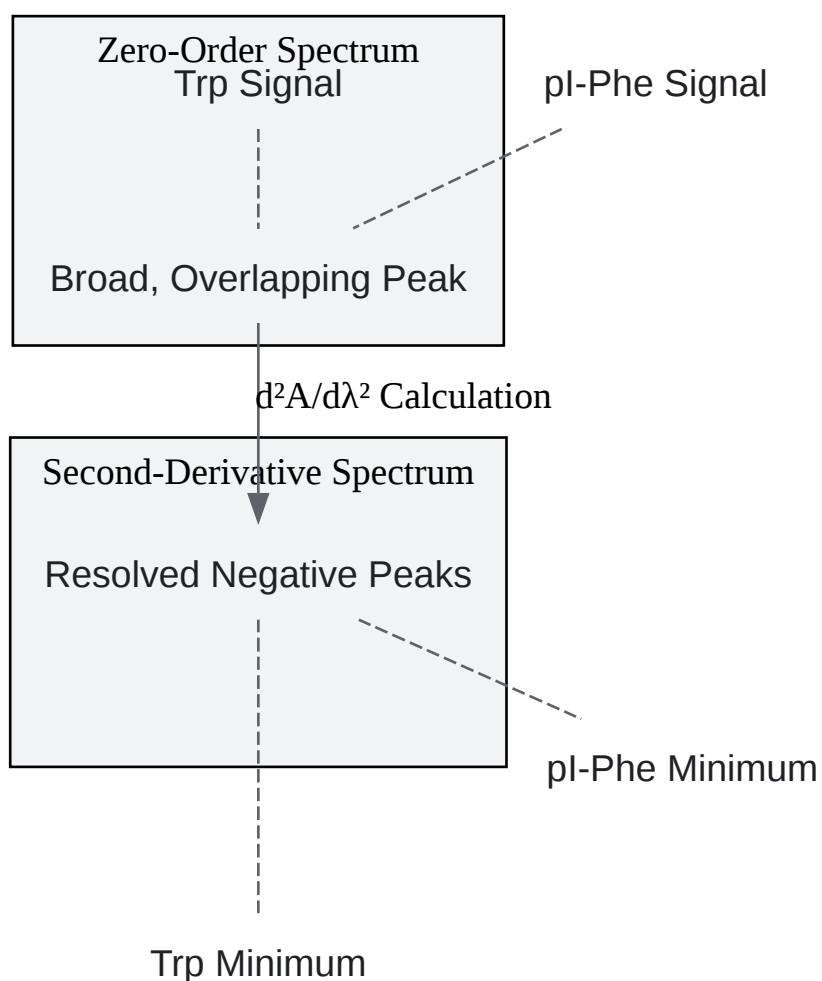 Zero-Order Spectrum
Trp Signal
pI-Phe Signal
Broad, Overlapping Peak
d²A/dλ² Calculation
Second-Derivative Spectrum
Resolved Negative Peaks
pI-Phe Minimum
Trp Minimum